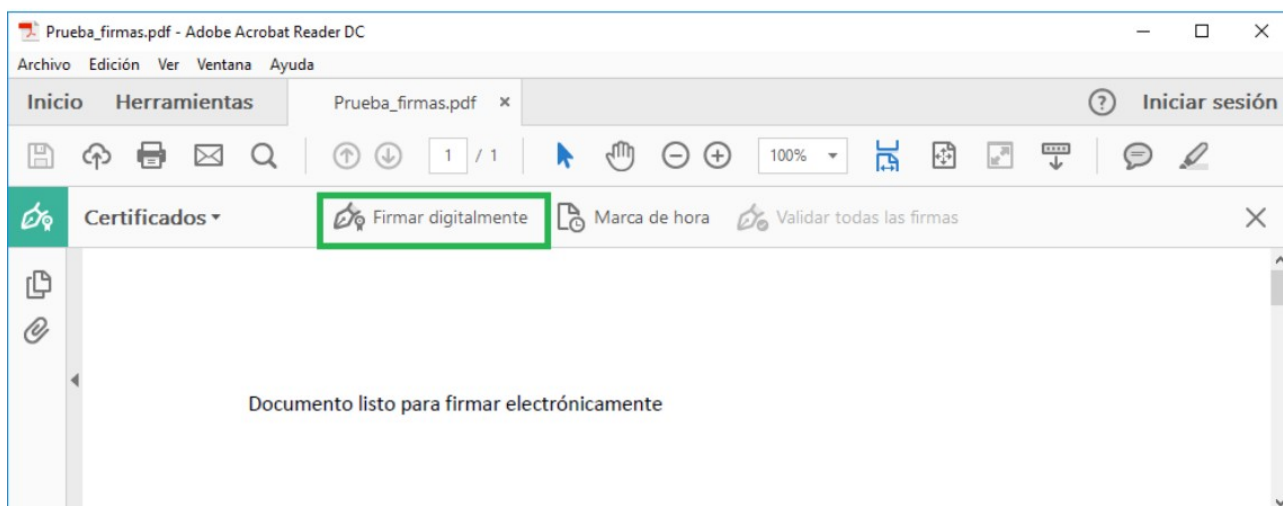 Prueba_firmas.pdf - Adobe Acrobat Reader DC
Archivo Edición Ver Ventana Ayuda
Inicio Herramientas Prueba_firmas.pdf Iniciar sesión
1 / 1 100%
Certificados Firmar digitalmente Marca de hora Validar todas las firmas
Documento listo para firmar electrónicamente